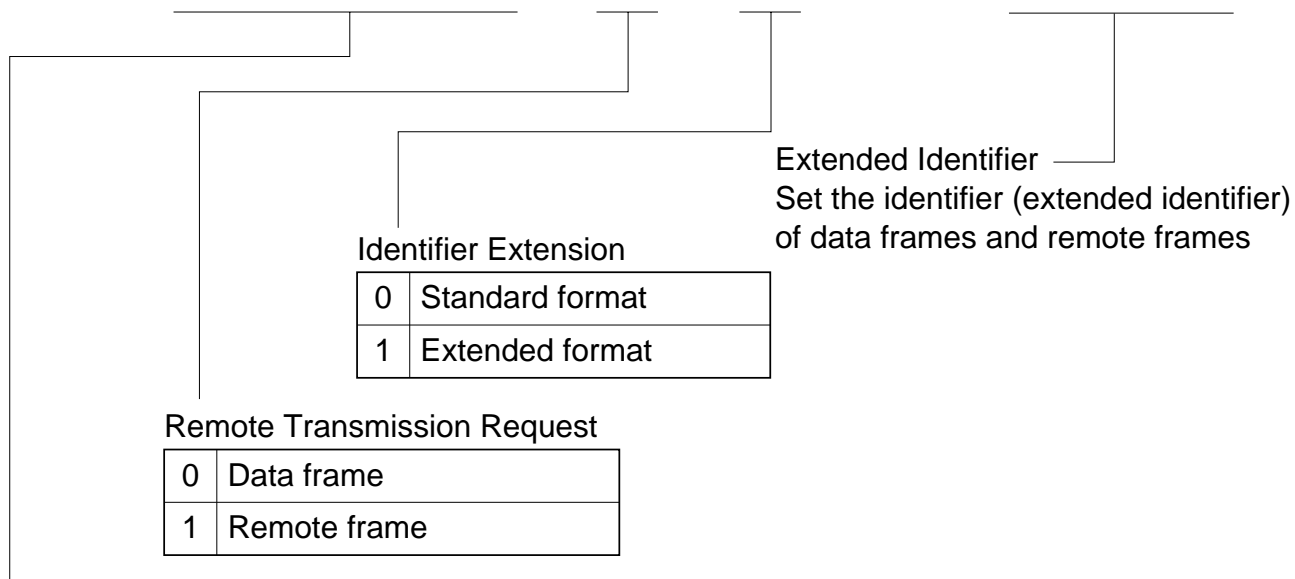 Extended Identifier
Set the identifier (extended identifier)
of data frames and remote frames
Identifier Extension
0 Standard format
1 Extended format
Remote Transmission Request
0 Data frame
1 Remote frame